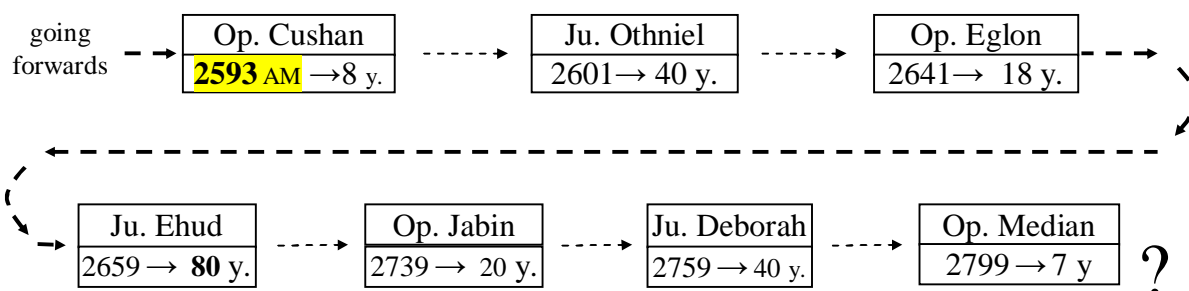 going
forwards
Op. Cushan
2593 AM →8 y.
Ju. Othniel
2601→ 40 y.
Op. Eglon
2641→ 18 y.
Ju. Ehud
2659→ 80 y.
Op. Jabin
2739→ 20 y.
Ju. Deborah
2759→40 y.
Op. Median
2799→7 y
?